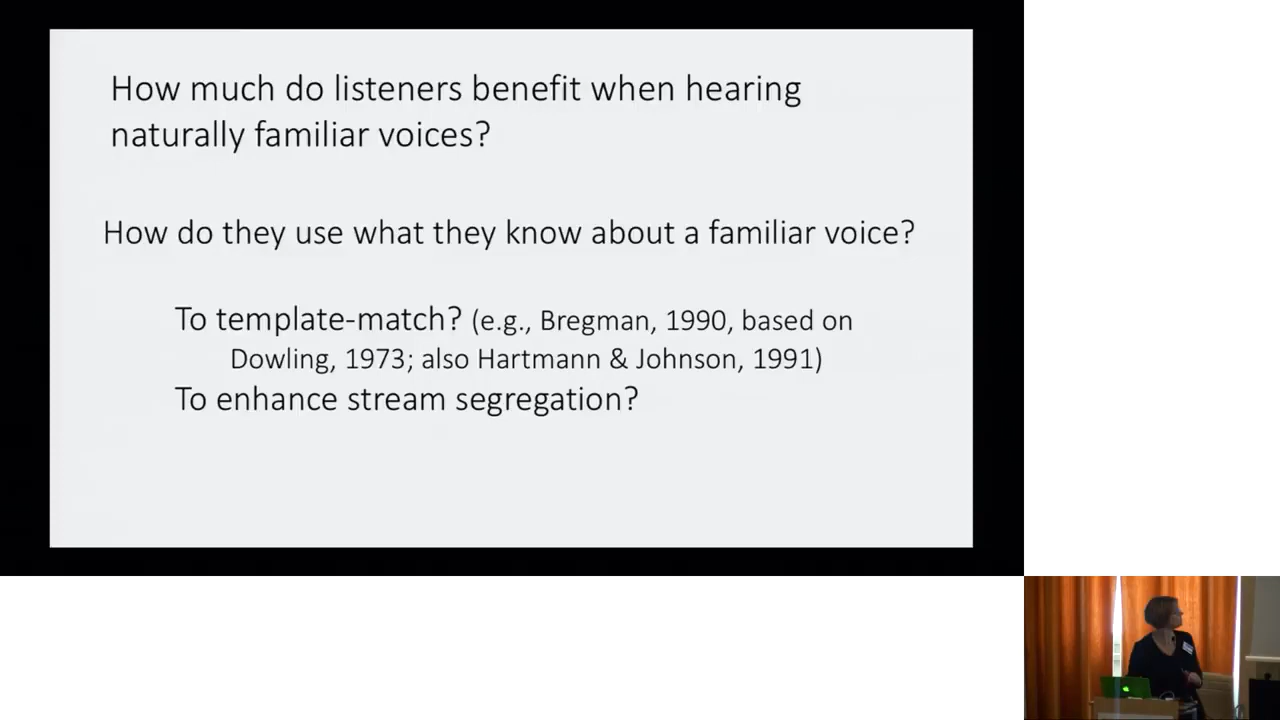 How much do listeners benefit when hearing
naturally familiar voices?
How do they use what they know about a familiar voice?
To template-match? (e.g., Bregman, 1990, based on
Dowling, 1973; also Hartmann & Johnson, 1991)
To enhance stream segregation?